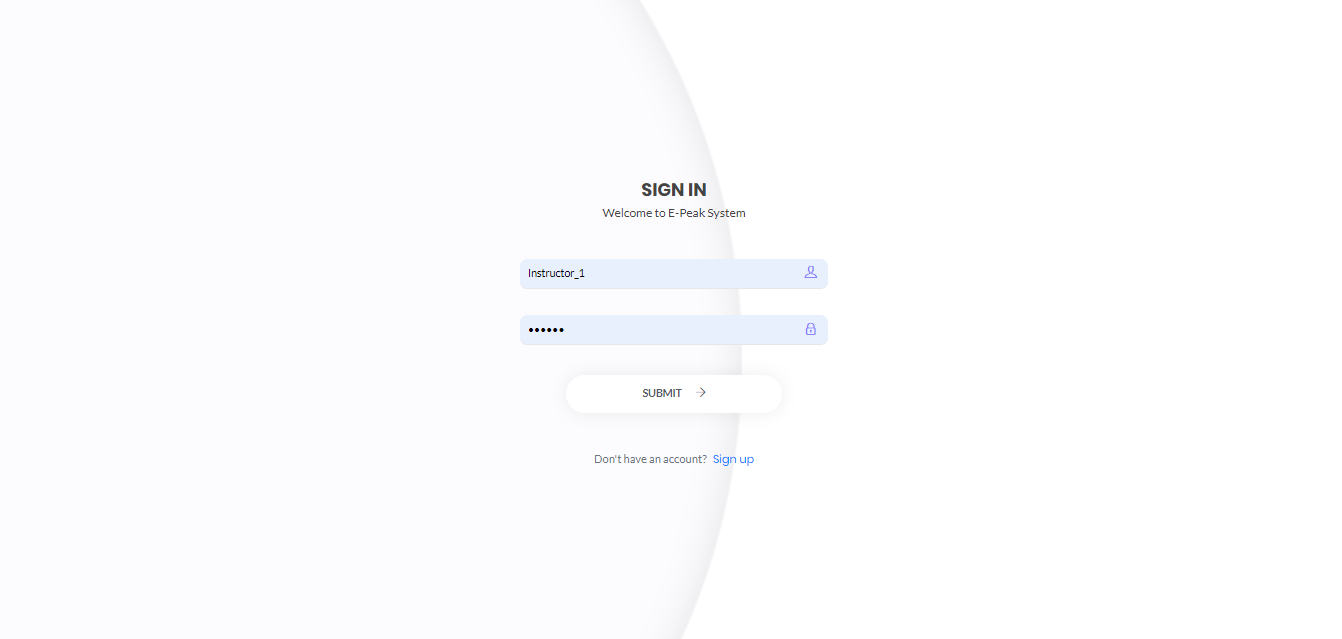 SIGN IN
Welcome to E-Peak System
Instructor_1
••••••
SUBMIT
Don't have an account? Sign up